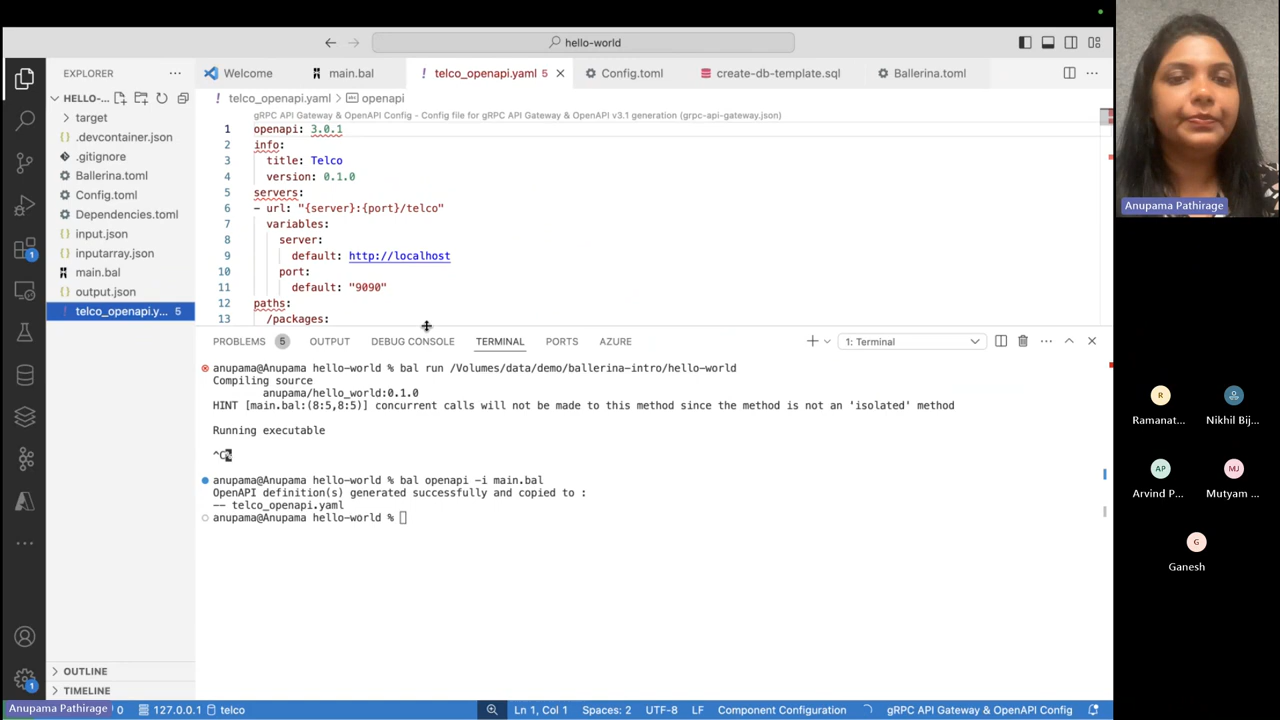 hello-world
EXPLORER
Welcome
main.bal
telco_openapi.yaml 5
Config.toml
create-db-template.sql
Ballerina.toml
HELLO-...
telco_openapi.yaml > openapi
target
.devcontainer.json
.gitignore
Ballerina.toml
Config.toml
Dependencies.toml
input.json
inputarray.json
main.bal
output.json
telco_openapi.y... 5
gRPC API Gateway & OpenAPI Config - Config file for gRPC API Gateway & OpenAPI v3.1 generation (grpc-api-gateway.json)
1 openapi: 3.0.1
2 info:
3 title: Telco
4 version: 0.1.0
5 servers:
6 - url: "{server}:{port}/telco"
7 variables:
8 server:
9 default: http://localhost
10 port:
11 default: "9090"
12 paths:
13 /packages:
PROBLEMS 5 OUTPUT DEBUG CONSOLE TERMINAL PORTS AZURE
1: Terminal
anupama@Anupama hello-world % bal run /Volumes/data/demo/ballerina-intro/hello-world
Compiling source
anupama/hello_world:0.1.0
HINT [main.bal:(8:5,8:5)] concurrent calls will not be made to this method since the method is not an 'isolated' method
Running executable
^C
anupama@Anupama hello-world % bal openapi -i main.bal
OpenAPI definition(s) generated successfully and copied to :
-- telco_openapi.yaml
anupama@Anupama hello-world %
OUTLINE
TIMELINE
1
1
Anupama Pathirage 0 127.0.0.1 telco
Ln 1, Col 1 Spaces: 2 UTF-8 LF Component Configuration gRPC API Gateway & OpenAPI Config
Anupama Pathirage
R
Ramanat...
Nikhil Bij...
AP
Arvind P...
MJ
Mutyam ...
G
Ganesh